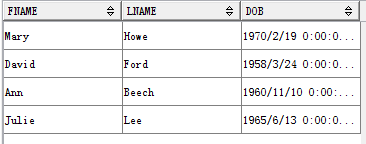 FNAME LNAME DOB
Mary Howe 1970/2/19 0:00:0...
David Ford 1958/3/24 0:00:0...
Ann Beech 1960/11/10 0:00:...
Julie Lee 1965/6/13 0:00:0...